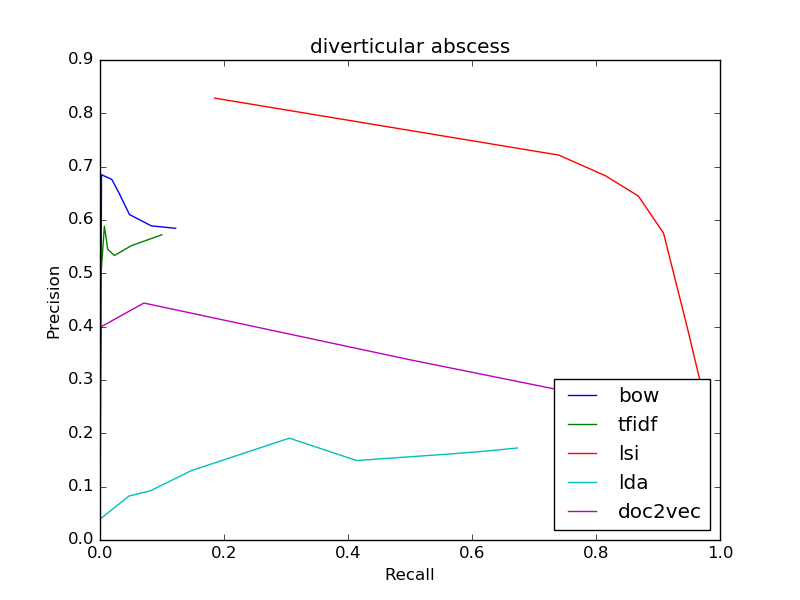 diverticular abscess
0.9
0.8
0.7
0.6
0.5
0.4
0.3
0.2
0.1
0.0
Precision
0.0 0.2 0.4 0.6 0.8 1.0
Recall
bow
tfidf
lsi
lda
doc2vec